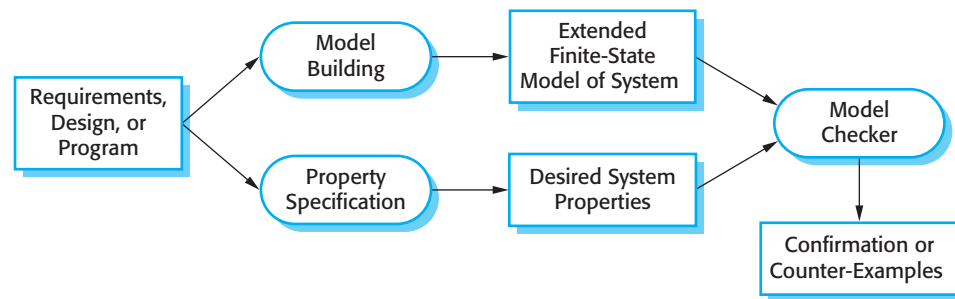 Requirements,
Design, or
Program
Model
Building
Extended
Finite-State
Model of System
Property
Specification
Desired System
Properties
Model
Checker
Confirmation or
Counter-Examples